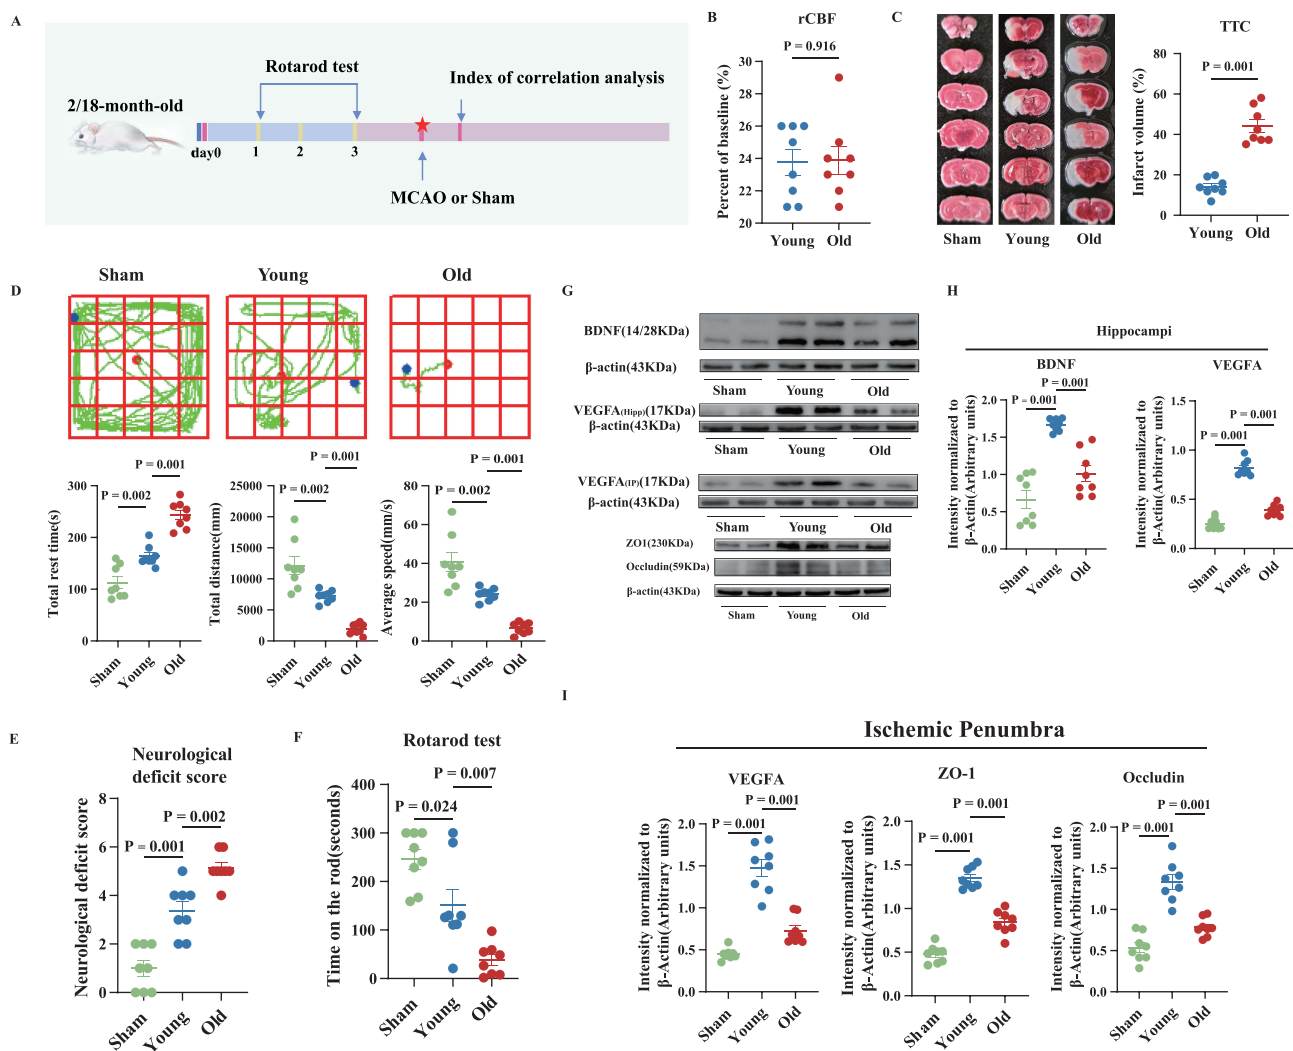 A
2/18-month-old
Rotarod test
Index of correlation analysis
day0
1
2
3
MCAO or Sham
B
rCBF
P = 0.916
Percent of baseline (%)
30
28
26
24
22
20
Young
Old
C
Sham
Young
Old
TTC
P = 0.001
Infarct volume (%)
80
60
40
20
0
Young
Old
D
Sham
Young
Old
P = 0.001
P = 0.002
Total rest time(s)
300
200
100
0
Sham
Young
Old
P = 0.001
P = 0.002
Total distance(mm)
25000
20000
15000
10000
5000
0
Sham
Young
Old
P = 0.001
P = 0.002
Average speed(mm/s)
80
60
40
20
0
Sham
Young
Old
E
Neurological
deficit score
P = 0.002
P = 0.001
Neurological deficit score
8
6
4
2
0
Sham
Young
Old
F
Rotarod test
P = 0.007
P = 0.024
Time on the rod(seconds)
400
300
200
100
0
Sham
Young
Old
G
BDNF(14/28KDa)
β-actin(43KDa)
Sham
Young
Old
VEGFA(Hipp)(17KDa)
β-actin(43KDa)
Sham
Young
Old
VEGFA(IP)(17KDa)
β-actin(43KDa)
Sham
Young
Old
ZO1(230KDa)
Occludin(59KDa)
β-actin(43KDa)
Sham
Young
Old
H
Hippocampi
BDNF
P = 0.001
P = 0.001
Intensity normalizaed to
β-Actin(Arbitrary units)
2.0
1.5
1.0
0.5
0.0
Sham
Young
Old
VEGFA
P = 0.001
P = 0.001
Intensity normalizaed to
β-Actin(Arbitrary units)
1.5
1.0
0.5
0.0
Sham
Young
Old
I
Ischemic Penumbra
VEGFA
P = 0.001
P = 0.001
Intensity normalizaed to
β-Actin(Arbitrary units)
2.0
1.5
1.0
0.5
0.0
Sham
Young
Old
ZO-1
P = 0.001
P = 0.001
Intensity normalizaed to
β-Actin(Arbitrary units)
2.0
1.5
1.0
0.5
0.0
Sham
Young
Old
Occludin
P = 0.001
P = 0.001
Intensity normalizaed to
β-Actin(Arbitrary units)
2.0
1.5
1.0
0.5
0.0
Sham
Young
Old